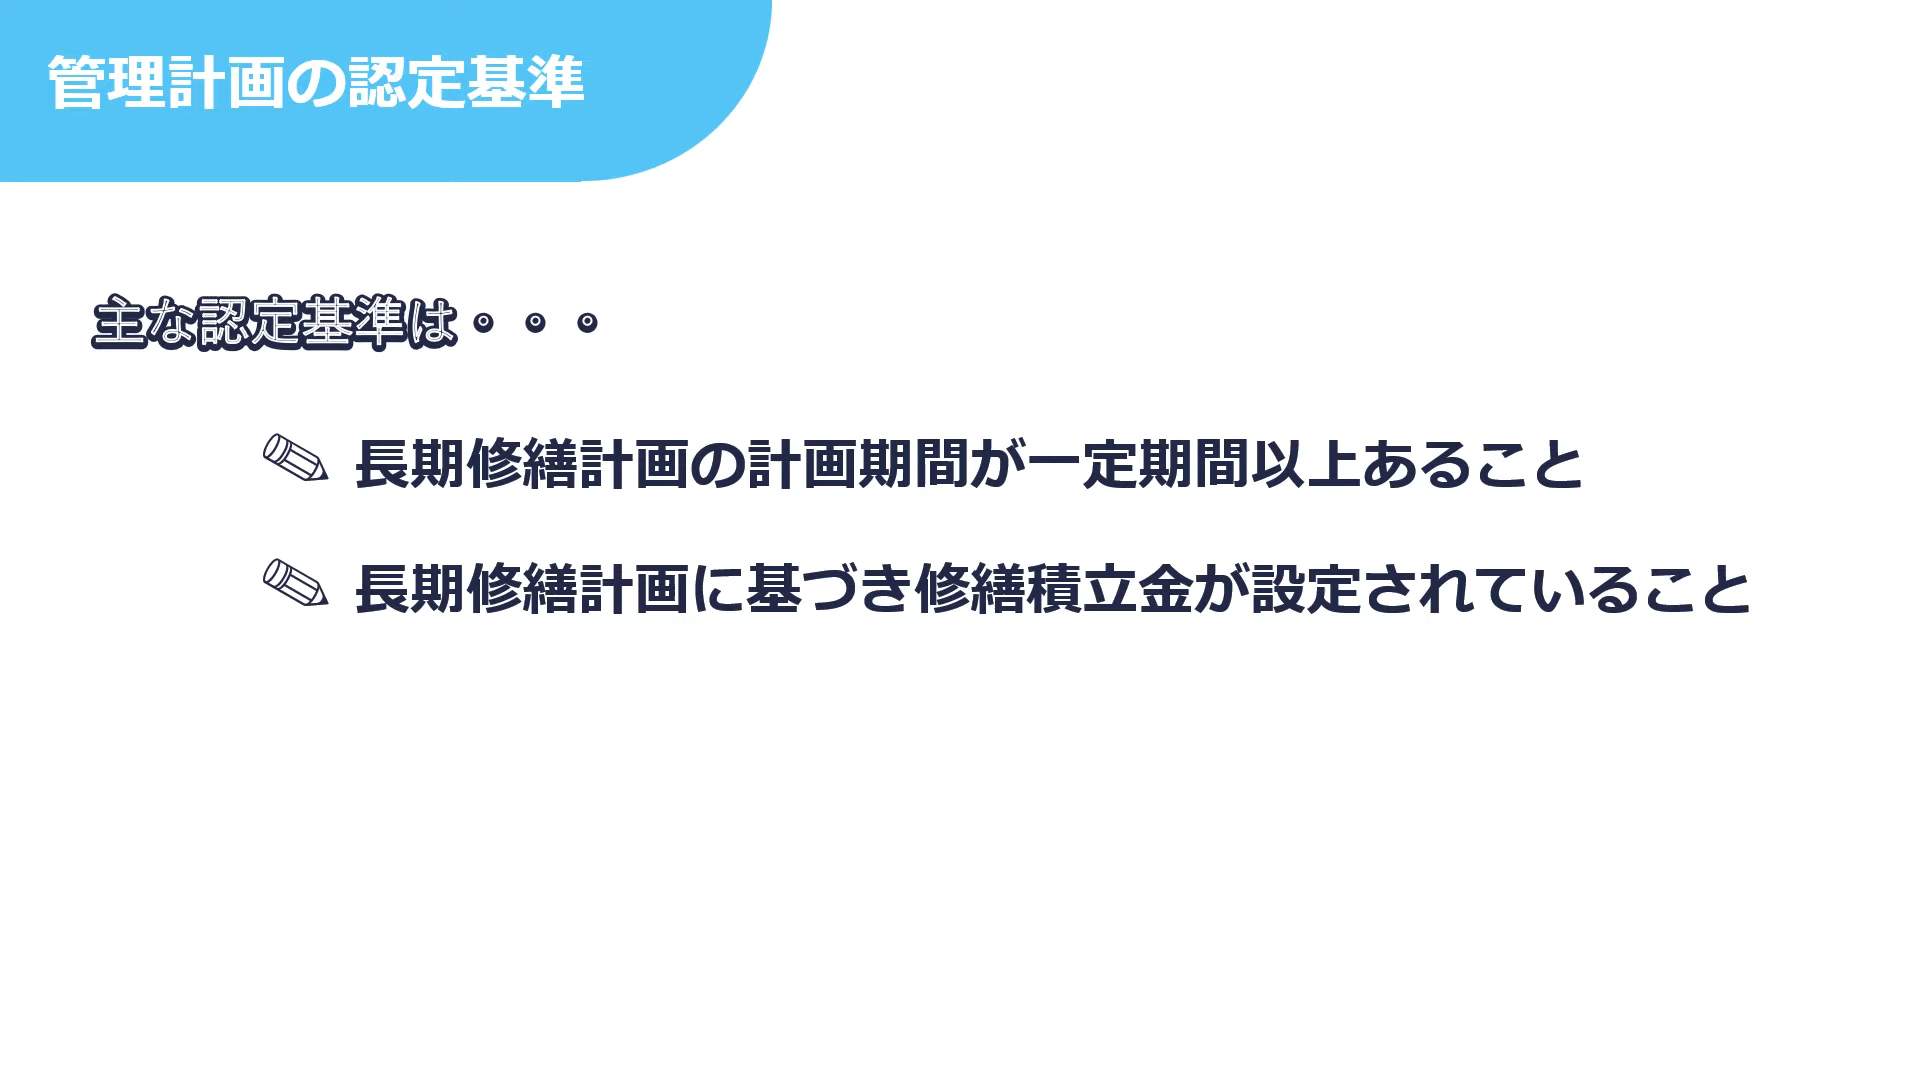 管理計画の認定基準
主な認定基準は・・・
長期修繕計画の計画期間が一定期間以上あること
長期修繕計画に基づき修繕積立金が設定されていること